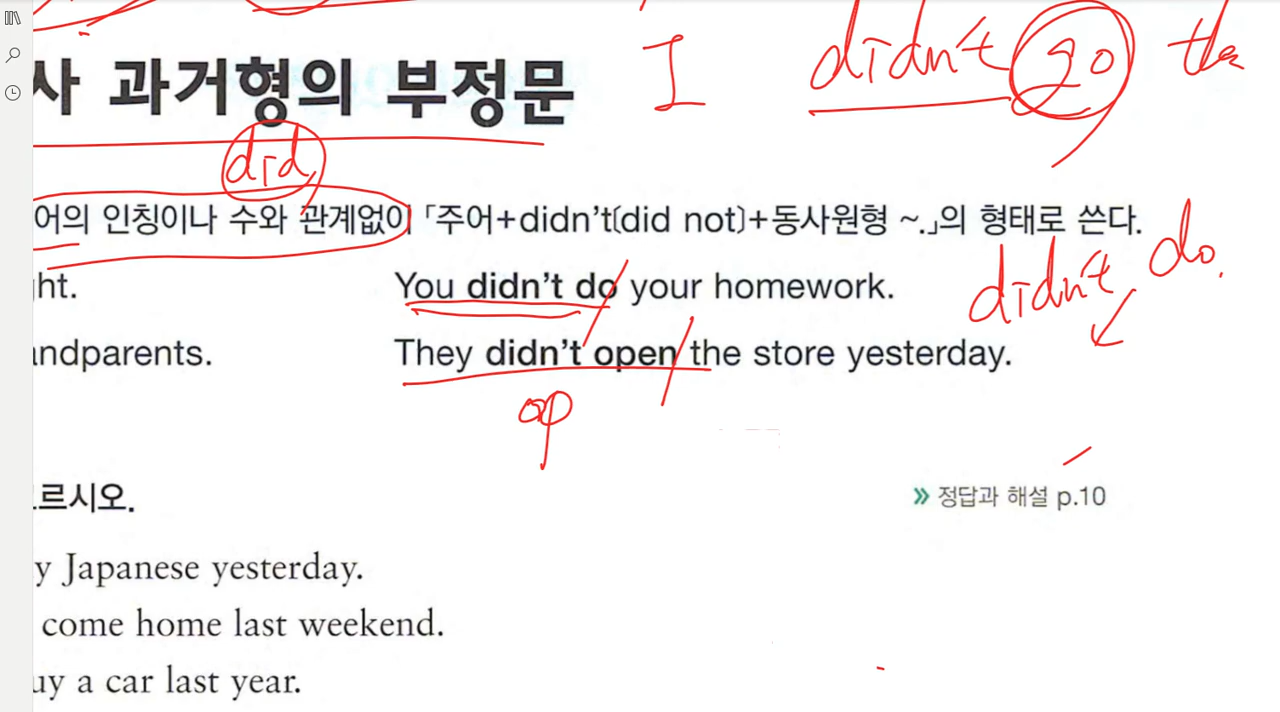 I didn't go the
사 과거형의 부정문
did
어의 인칭이나 수와 관계없이 「주어+didn't(did not)+동사원형 ~.」의 형태로 쓴다.
didn't do.
ght. You didn't do your homework.
andparents. They didn't open the store yesterday.
op
르시오. » 정답과 해설 p.10
y Japanese yesterday.
come home last weekend.
uy a car last year.